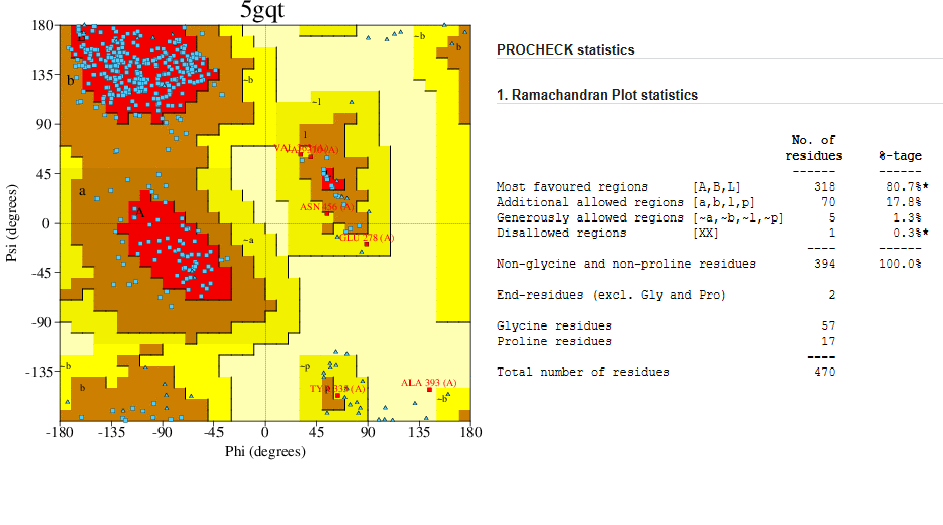 5gqt
180
135
90
45
0
-45
-90
-135
-180 -135 -90 -45 0 45 90 135 180
Psi (degrees)
Phi (degrees)
b
~b
~b
b
~l
l
a
A
~a
ASN 456 (A)
GLU 278 (A)
~b
b
~p
ALA 393 (A)
~b
PROCHECK statistics
1. Ramachandran Plot statistics
No. of
residues %-tage
------ ------
Most favoured regions [A,B,L] 318 80.7%*
Additional allowed regions [a,b,l,p] 70 17.8%
Generously allowed regions [~a,~b,~l,~p] 5 1.3%
Disallowed regions [XX] 1 0.3%*
---- ------
Non-glycine and non-proline residues 394 100.0%
End-residues (excl. Gly and Pro) 2
Glycine residues 57
Proline residues 17
----
Total number of residues 470